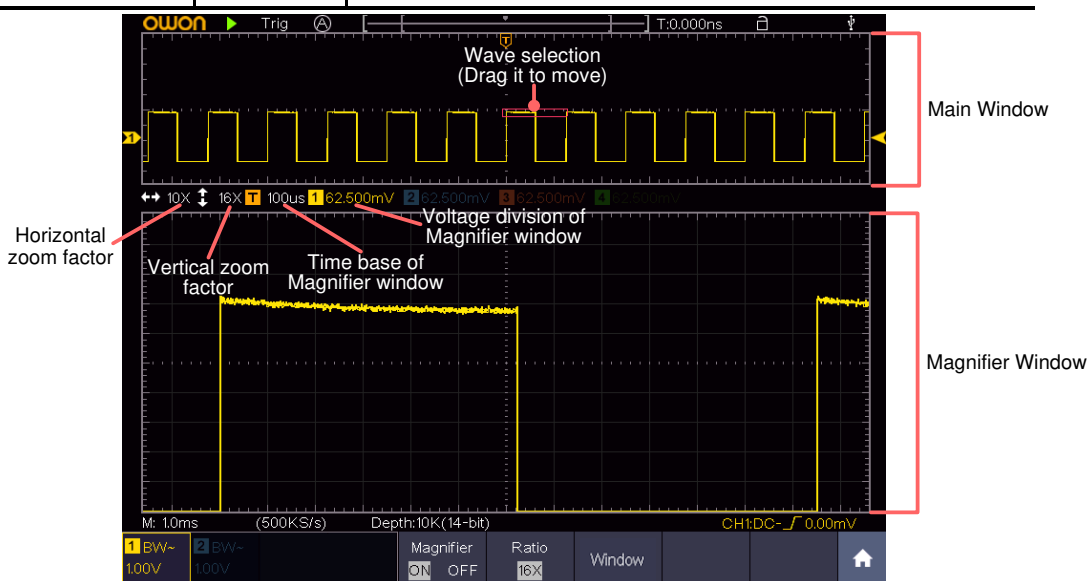 owon Trig A T T:0.000ns
T
Wave selection
(Drag it to move)
Main Window
1
10X 16X T 100us 1 62.500mV 2 62.500mV 3 62.500mV 4 62.500mV
Horizontal
zoom factor
Vertical zoom
factor
Time base of
Magnifier window
Voltage division of
Magnifier window
Magnifier Window
M: 1.0ms (500KS/s) Depth:10K(14-bit) CH1:DC- 0.00mV
1 BW~ 2 BW~ Magnifier Ratio Window
1.00V 1.00V ON OFF 16X